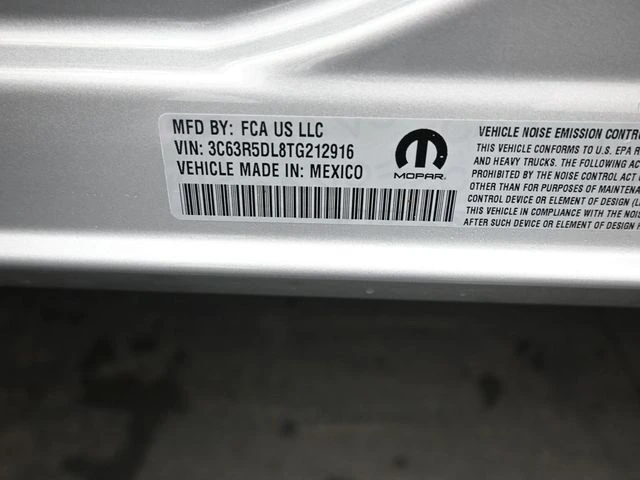 MFD BY: FCA US LLC
VIN: 3C63R5DL8TG212916
VEHICLE MADE IN: MEXICO
MOPAR
VEHICLE NOISE EMISSION CONTR
THIS VEHICLE CONFORMS TO U.S. EPA R
AND HEAVY TRUCKS. THE FOLLOWING AC
PROHIBITED BY THE NOISE CONTROL ACT
OTHER THAN FOR PURPOSES OF MAINTENA
CONTROL DEVICE OR ELEMENT OF DESIGN (L
THIS VEHICLE IN COMPLIANCE WITH THE NOIS
AFTER SUCH DEVICE OR ELEMENT OF DESIGN